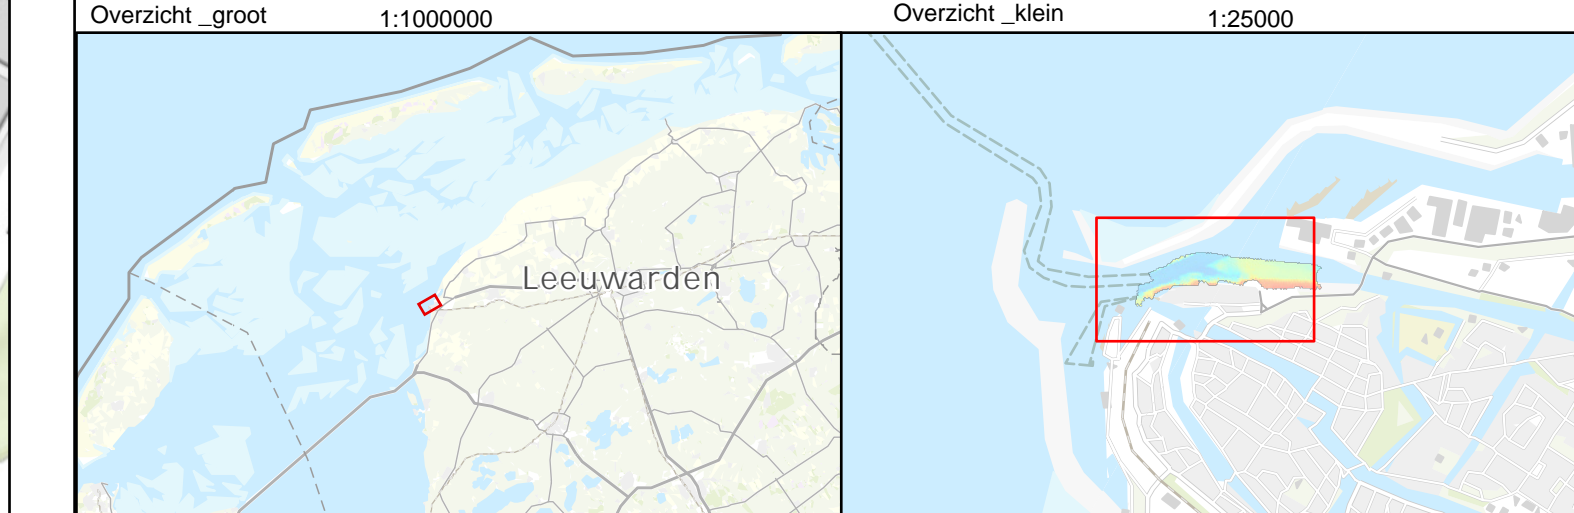 Overzicht _groot 1:1000000
Overzicht _klein 1:25000
Leeuwarden